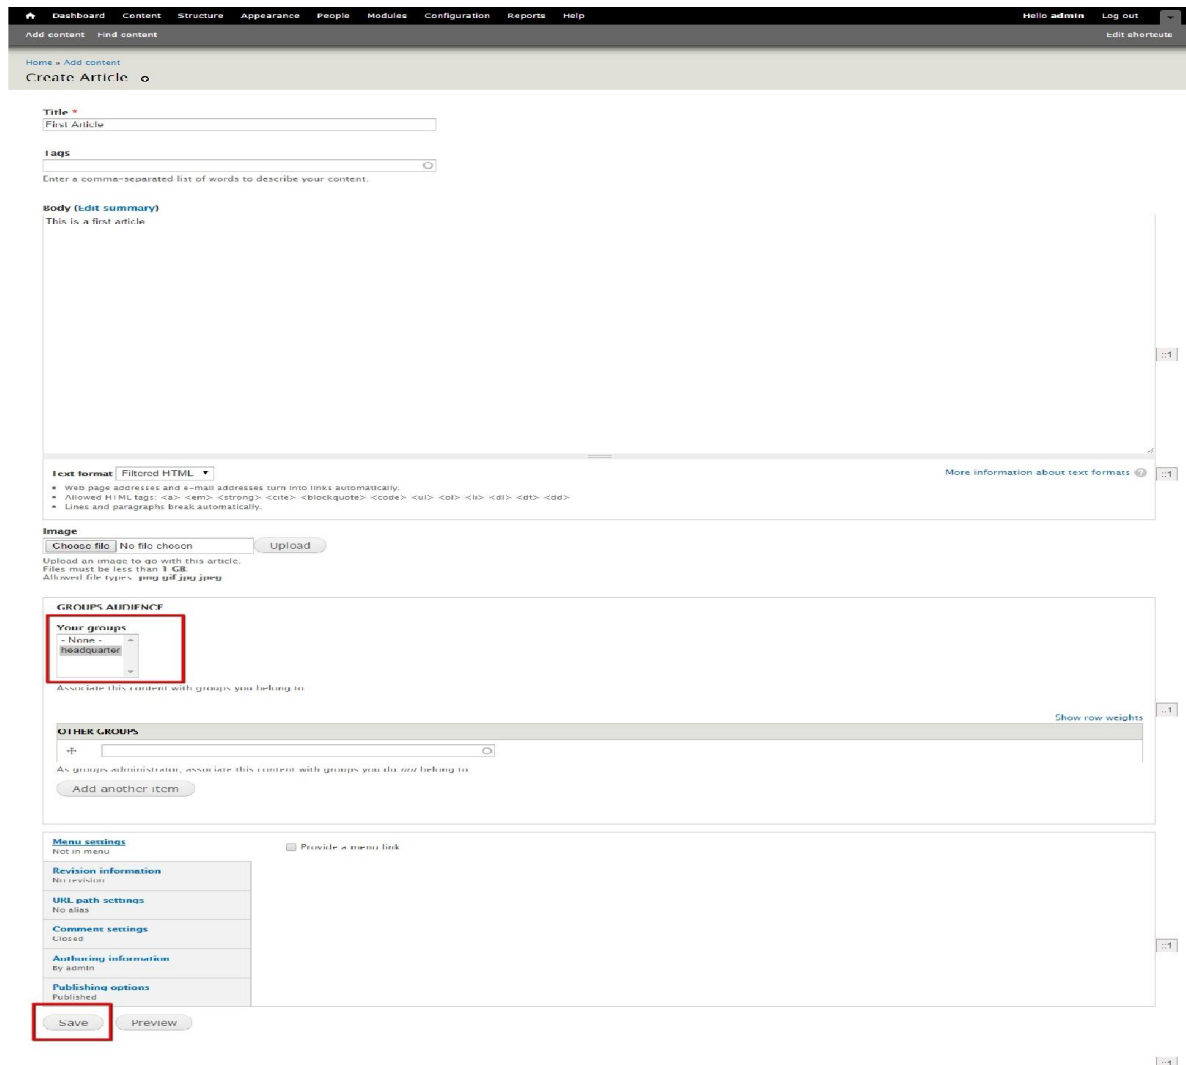 Dashboard Content Structure Appearance People Modules Configuration Reports Help Hello admin Log out
Add content Find content Edit shortcuts
Home » Add content
Create Article
Title *
First Article
Tags
Enter a comma-separated list of words to describe your content.
Body (Edit summary)
This is a first article
::1
Text format Filtered HTML
More information about text formats ?
::1
• Web page addresses and e-mail addresses turn into links automatically.
• Allowed HTML tags: <a> <em> <strong> <cite> <blockquote> <code> <ul> <ol> <li> <dl> <dt> <dd>
• Lines and paragraphs break automatically.
Image
Choose file No file chosen Upload
Upload an image to go with this article.
Files must be less than 1 GB.
Allowed file types: png gif jpg jpeg.
GROUPS AUDIENCE
Your groups
- None -
headquarter
Associate this content with groups you belong to.
Show row weights
::1
OTHER GROUPS
As groups administrator, associate this content with groups you do not belong to.
Add another item
Menu settings
Not in menu
Provide a menu link
Revision information
No revision
URL path settings
No alias
Comment settings
Closed
::1
Authoring information
By admin
Publishing options
Published
Save Preview
::1